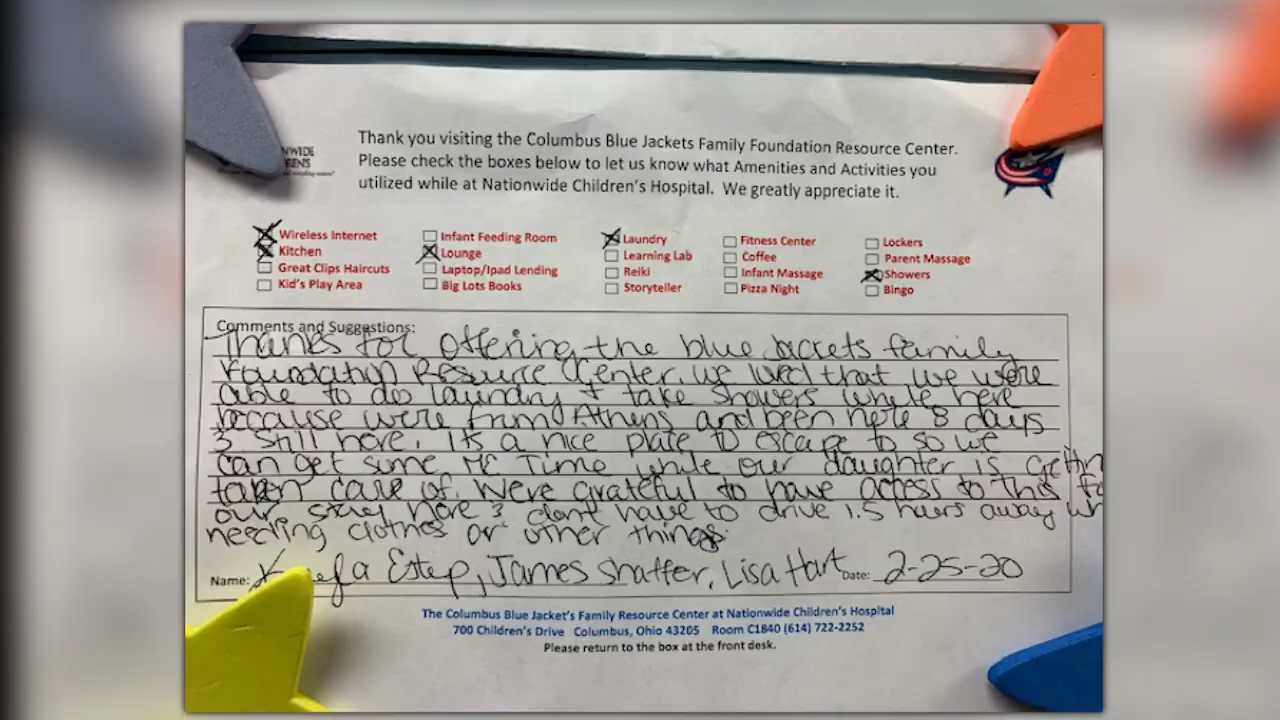 NWIDE
Thank you visiting the Columbus Blue Jackets Family Foundation Resource Center.
Please check the boxes below to let us know what Amenities and Activities you
utilized while at Nationwide Children's Hospital. We greatly appreciate it.
Wireless Internet Infant Feeding Room Laundry Fitness Center Lockers
Kitchen Lounge Learning Lab Coffee Parent Massage
Great Clips Haircuts Laptop/Ipad Lending Reiki Infant Massage Showers
Kid's Play Area Big Lots Books Storyteller Pizza Night Bingo
Comments and Suggestions:
Thanks for offering the blue jackets family
Foundation Resource Center. we loved that we were
able to do laundry & take showers while here
because were from Athens and been here 8 days
& still here. Its a nice place to escape to so we
can get some Me Time while our daughter is gettin
taken care of. Were grateful to have access to this
our stay here & dont have to drive 1.5 hours away
needing clothes or other things.
Name: Estep, James Shaffer, Lisa Hart Date: 2-25-20
The Columbus Blue Jacket's Family Resource Center at Nationwide Children's Hospital
700 Children's Drive Columbus, Ohio 43205 Room C1840 (614) 722-2252
Please return to the box at the front desk.